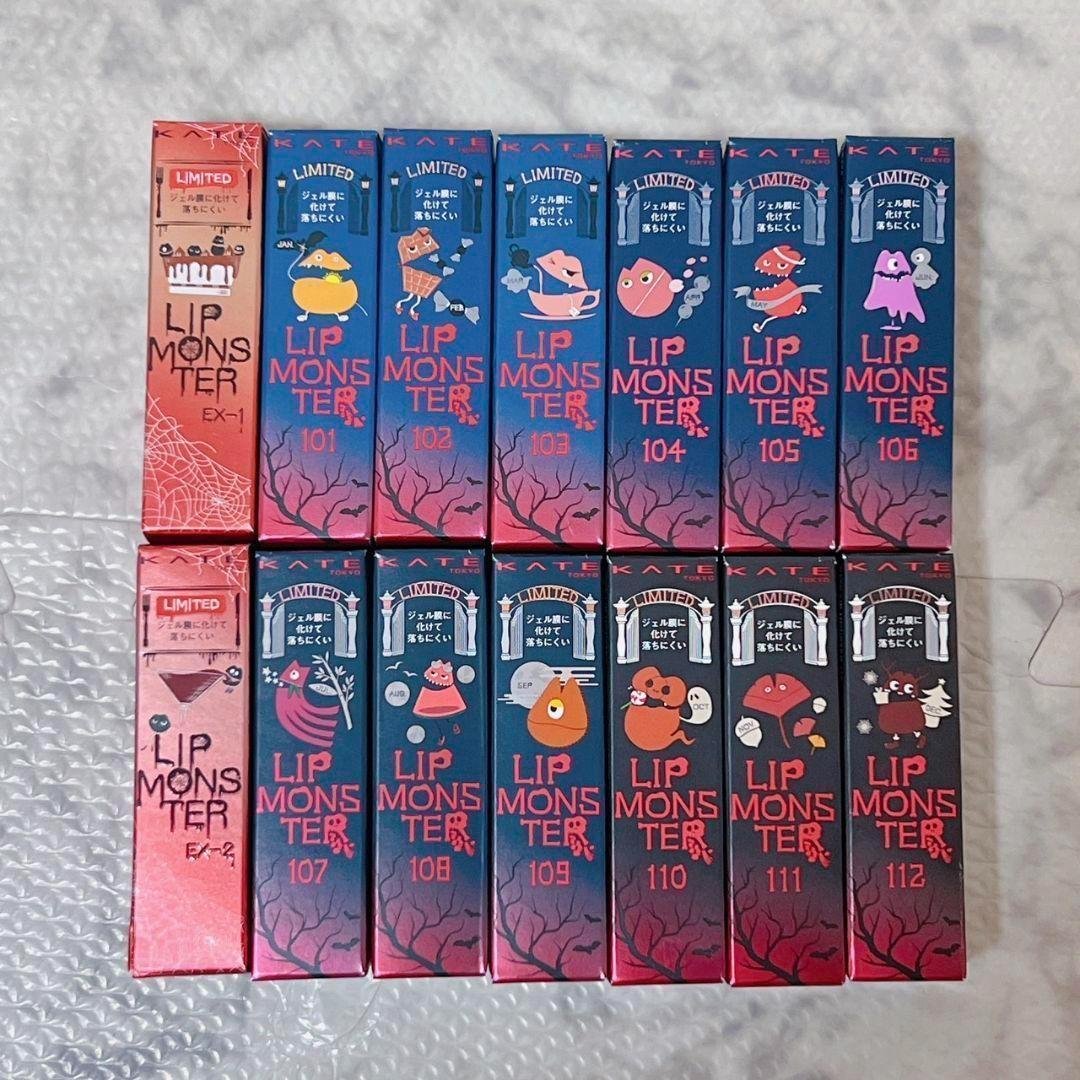 KATE
LIMITED
ジェル膜に化けて
落ちにくい
LIP
MONS
TER
EX-1
KATE
TOKYO
LIMITED
ジェル膜に
化けて
落ちにくい
JAN.
LIP
MONS
TER
101
KATE
TOKYO
LIMITED
ジェル膜に
化けて
落ちにくい
FEB
LIP
MONS
TER
102
KATE
TOKYO
LIMITED
ジェル膜に
化けて
落ちにくい
MAR
LIP
MONS
TER
103
KATE
TOKYO
LIMITED
ジェル膜に
化けて
落ちにくい
APR
LIP
MONS
TER
104
KATE
TOKYO
LIMITED
ジェル膜に
化けて
落ちにくい
MAY
LIP
MONS
TER
105
KATE
TOKYO
LIMITED
ジェル膜に
化けて
落ちにくい
JUN.
LIP
MONS
TER
106
KATE
LIMITED
ジェル膜に化けて
落ちにくい
LIP
MONS
TER
EX-2
KATE
TOKYO
LIMITED
ジェル膜に
化けて
落ちにくい
JUL
LIP
MONS
TER
107
KATE
TOKYO
LIMITED
ジェル膜に
化けて
落ちにくい
AUG
LIP
MONS
TER
108
KATE
TOKYO
LIMITED
ジェル膜に
化けて
落ちにくい
SEP
LIP
MONS
TER
109
KATE
TOKYO
LIMITED
ジェル膜に
化けて
落ちにくい
OCT
LIP
MONS
TER
110
KATE
TOKYO
LIMITED
ジェル膜に
化けて
落ちにくい
NOV
LIP
MONS
TER
111
KATE
TOKYO
LIMITED
ジェル膜に
化けて
落ちにくい
DEC
LIP
MONS
TER
112